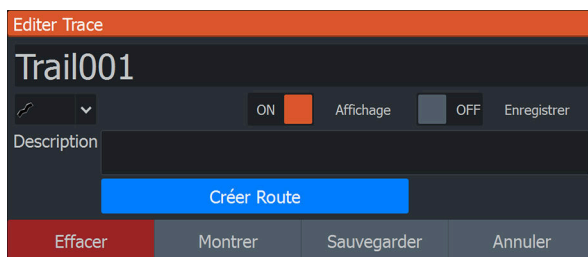 Editer Trace
Trail001
ON Affichage OFF Enregistrer
Description
Créer Route
Effacer Montrer Sauvegarder Annuler